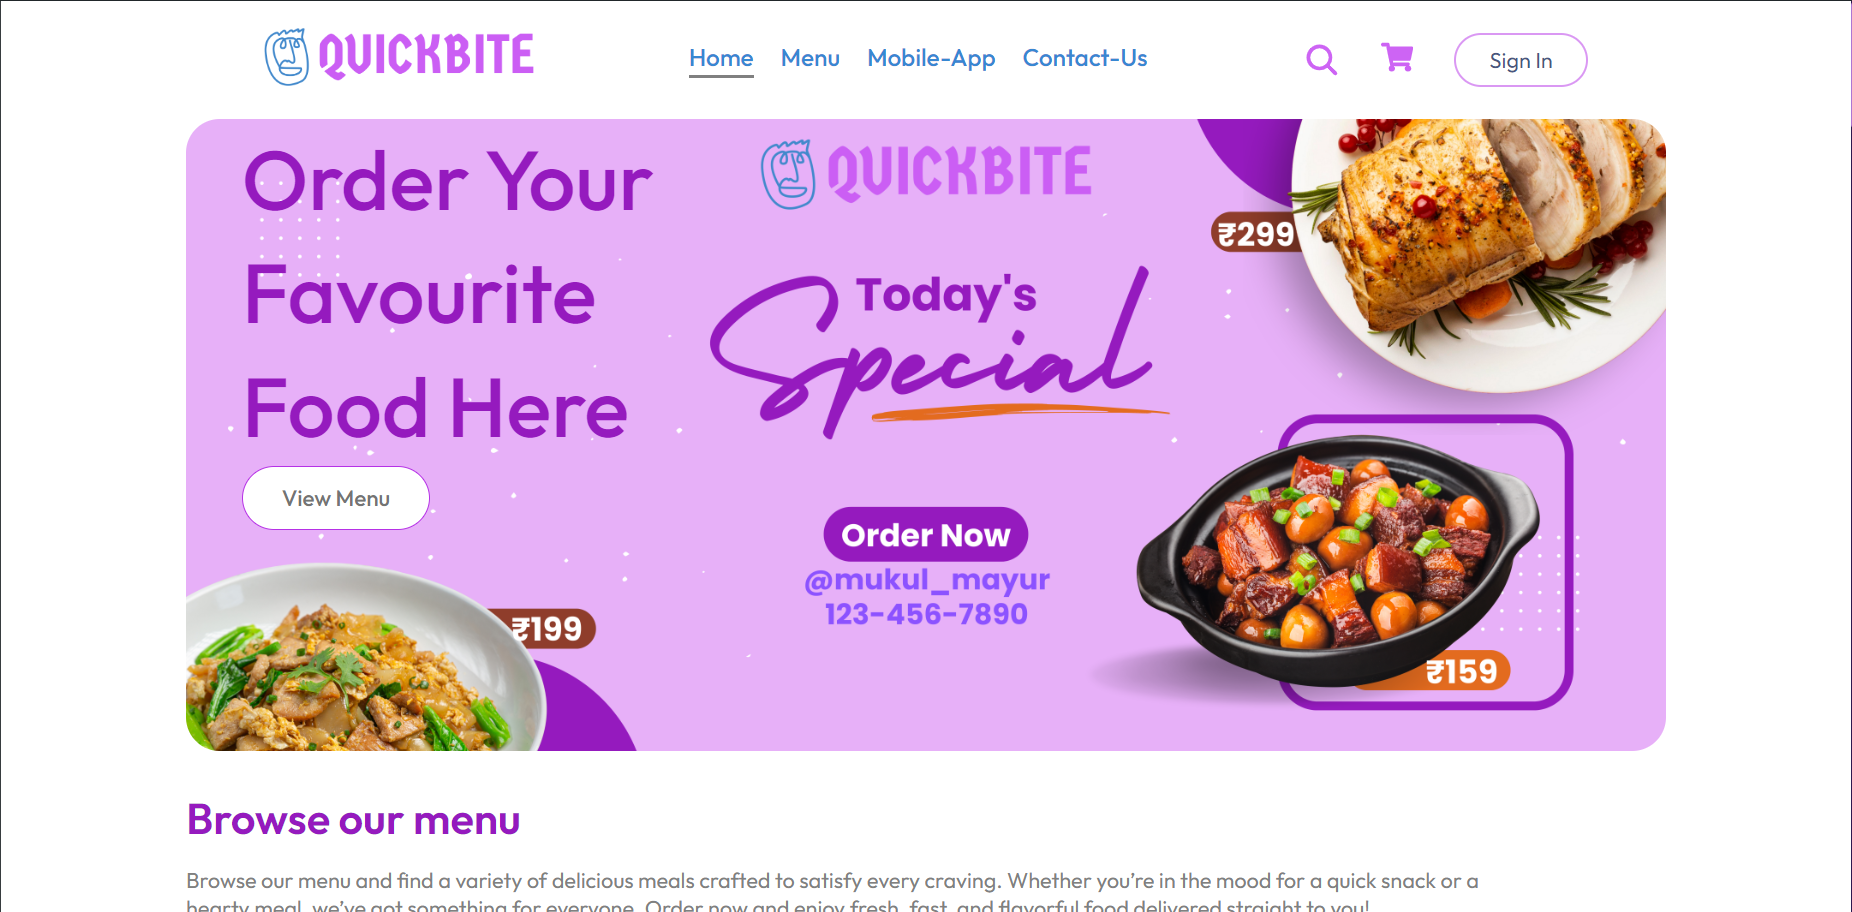 QUICKBITE
Home Menu Mobile-App Contact-Us
Sign In
Order Your
Favourite
Food Here
View Menu
QUICKBITE
Today's
Special
Order Now
@mukul_mayur
123-456-7890
₹299
₹199
₹159
Browse our menu
Browse our menu and find a variety of delicious meals crafted to satisfy every craving. Whether you’re in the mood for a quick snack or a
hearty meal, we’ve got something for everyone. Order now and enjoy fresh, fast, and flavorful food delivered straight to you!